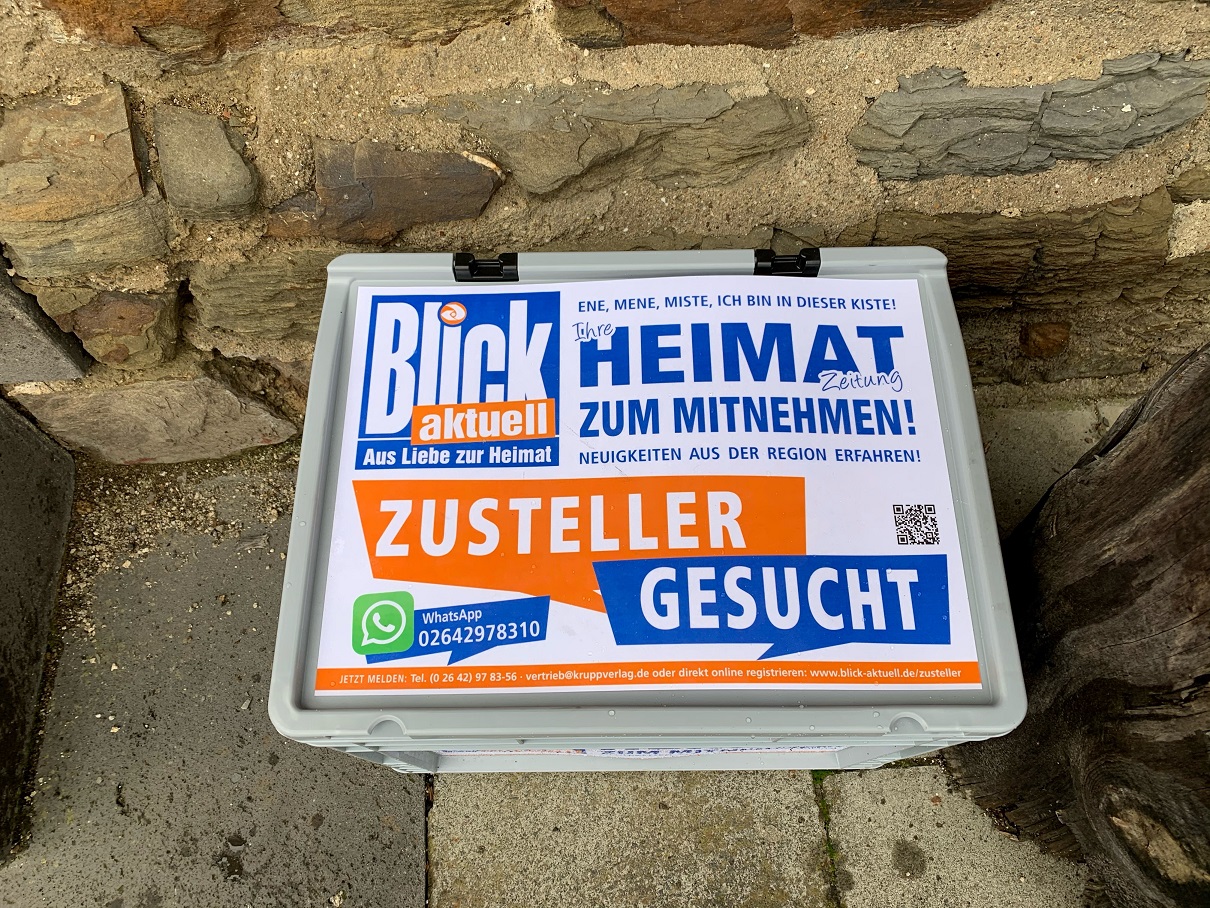 Blick
aktuell
Aus Liebe zur Heimat
ENE, MENE, MISTE, ICH BIN IN DIESER KISTE!
Ihre
HEIMAT
Zeitung
ZUM MITNEHMEN!
NEUIGKEITEN AUS DER REGION ERFAHREN!
ZUSTELLER
GESUCHT
WhatsApp
02642978310
JETZT MELDEN: Tel. (0 26 42) 97 83-56 · vertrieb@kruppverlag.de oder direkt online registrieren: www.blick-aktuell.de/zusteller
ZUM MIT